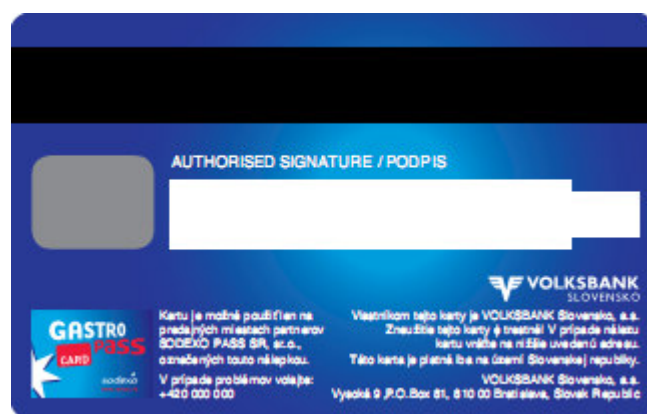 AUTHORISED SIGNATURE / PODPIS
VOLKSBANK
SLOVENSKO
GASTRO
PASS
CARD
sodexo
Kartu je možné použiť len na
predajných miestach partnerov
SODEXO PASS SR, s.r.o.,
označených touto nálepkou.
V prípade problémov volajte:
+420 000 000
Vlastníkom tejto karty je VOLKSBANK Slovensko, a.s.
Zneužitie tejto karty je trestné! V prípade nálezu
kartu vráťte na nižšie uvedenú adresu.
Táto karta je platná iba na území Slovenskej republiky.
VOLKSBANK Slovensko, a.s.
Vysoká 9 ,P.O.Box 81, 810 00 Bratislava, Slovak Republic